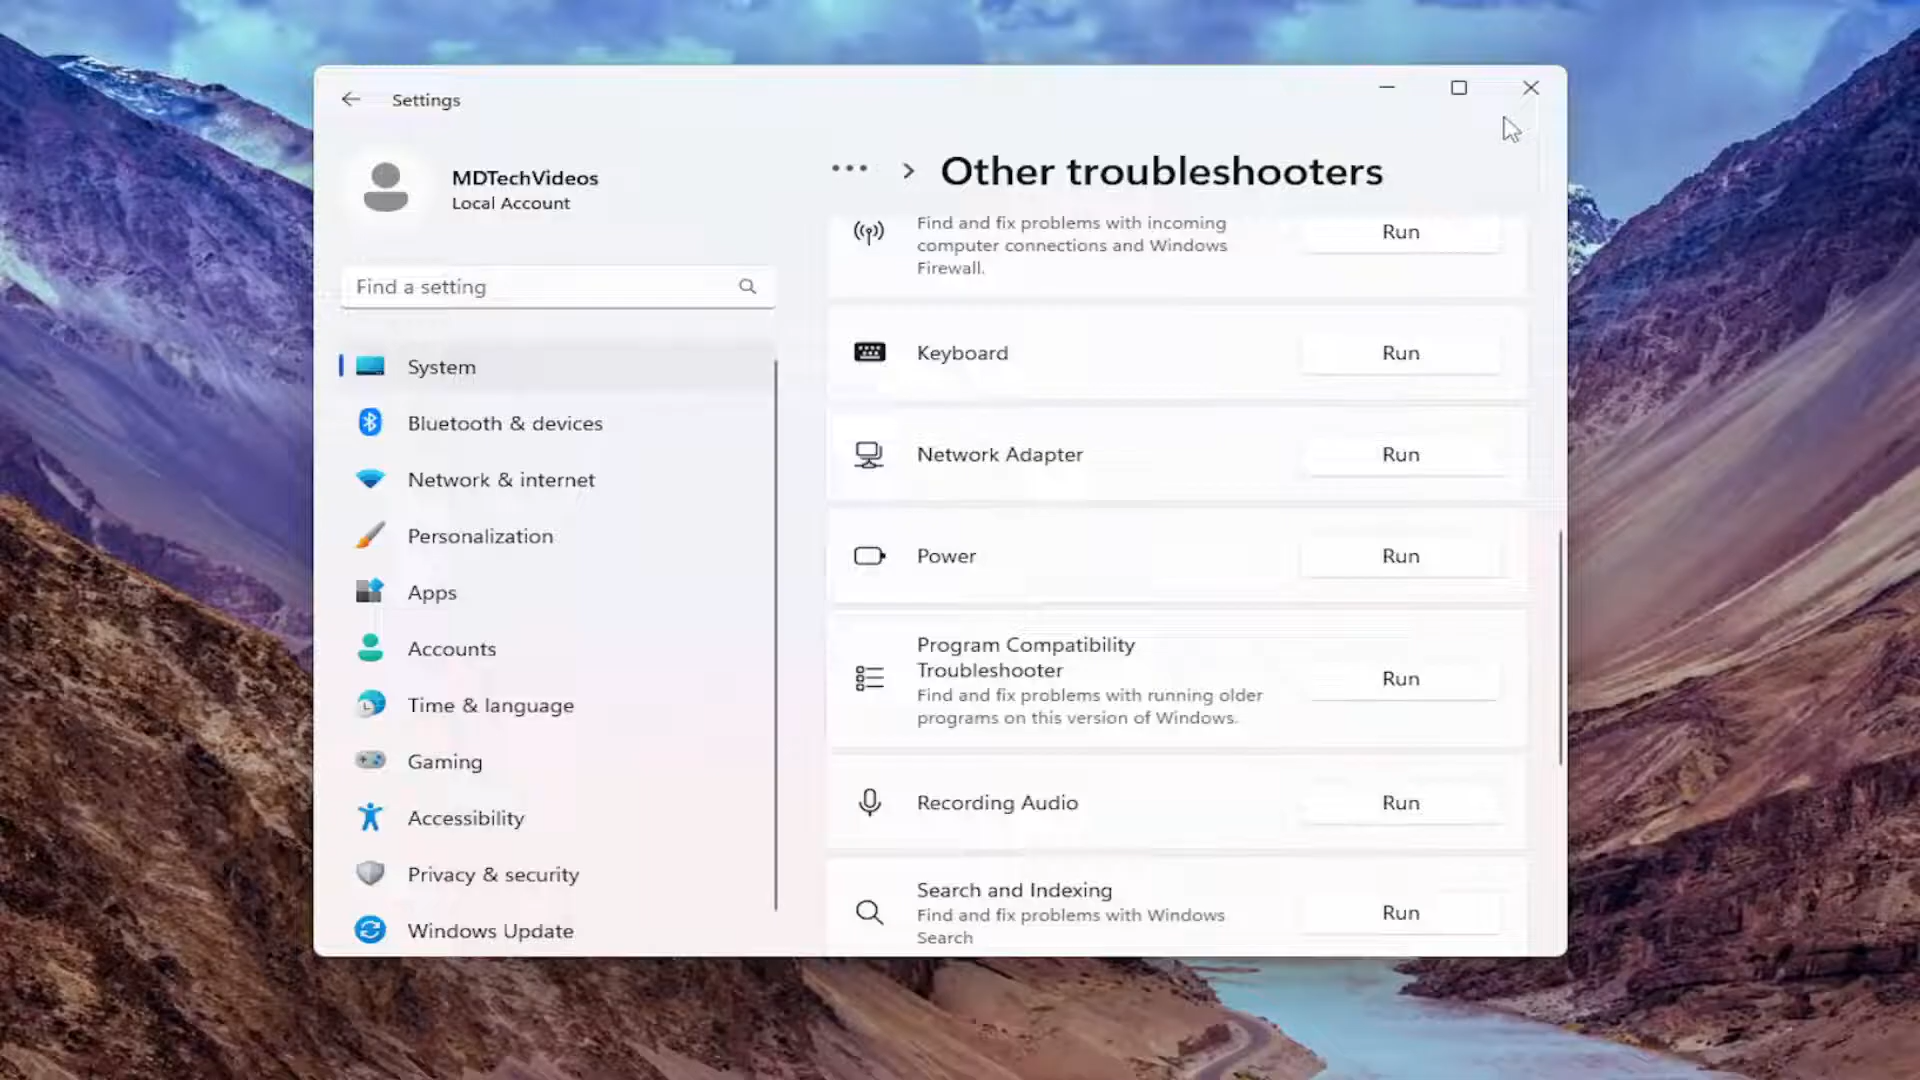 Settings
MDTechVideos
Local Account
Find a setting
System
Bluetooth & devices
Network & internet
Personalization
Apps
Accounts
Time & language
Gaming
Accessibility
Privacy & security
Windows Update
Other troubleshooters
Find and fix problems with incoming
computer connections and Windows
Firewall.
Run
Keyboard
Run
Network Adapter
Run
Power
Run
Program Compatibility
Troubleshooter
Find and fix problems with running older
programs on this version of Windows.
Run
Recording Audio
Run
Search and Indexing
Find and fix problems with Windows
Search
Run